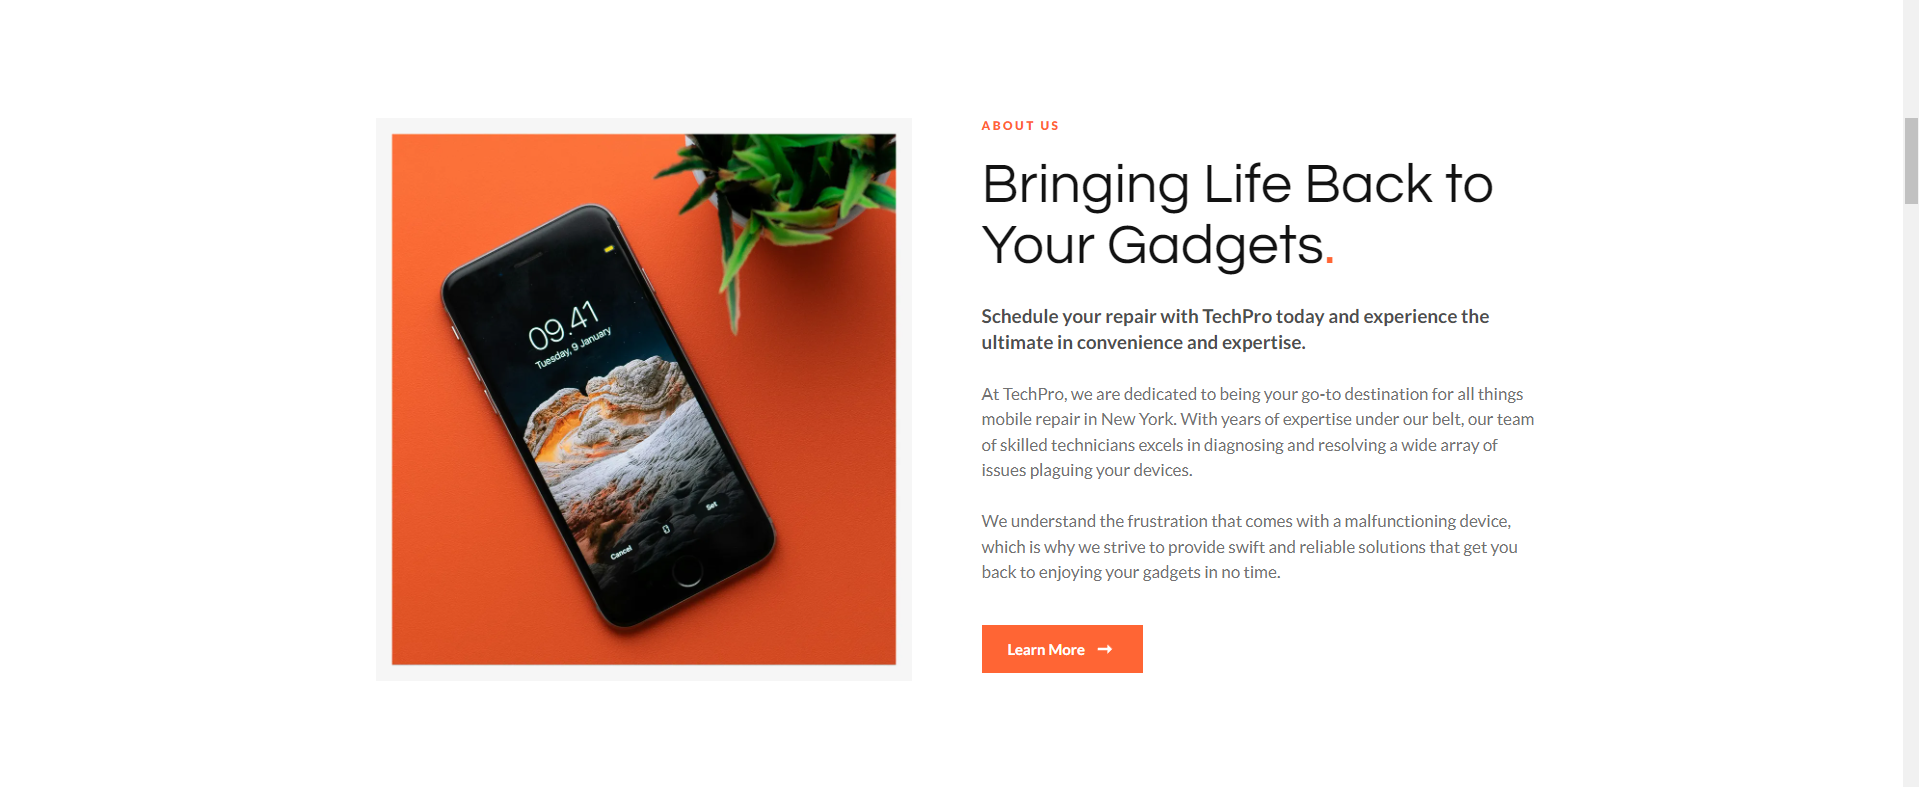 ABOUT US
Bringing Life Back to
Your Gadgets.
Schedule your repair with TechPro today and experience the
ultimate in convenience and expertise.
At TechPro, we are dedicated to being your go-to destination for all things
mobile repair in New York. With years of expertise under our belt, our team
of skilled technicians excels in diagnosing and resolving a wide array of
issues plaguing your devices.
We understand the frustration that comes with a malfunctioning device,
which is why we strive to provide swift and reliable solutions that get you
back to enjoying your gadgets in no time.
Learn More
09.41
Tuesday, 9 January
Cancel
Set